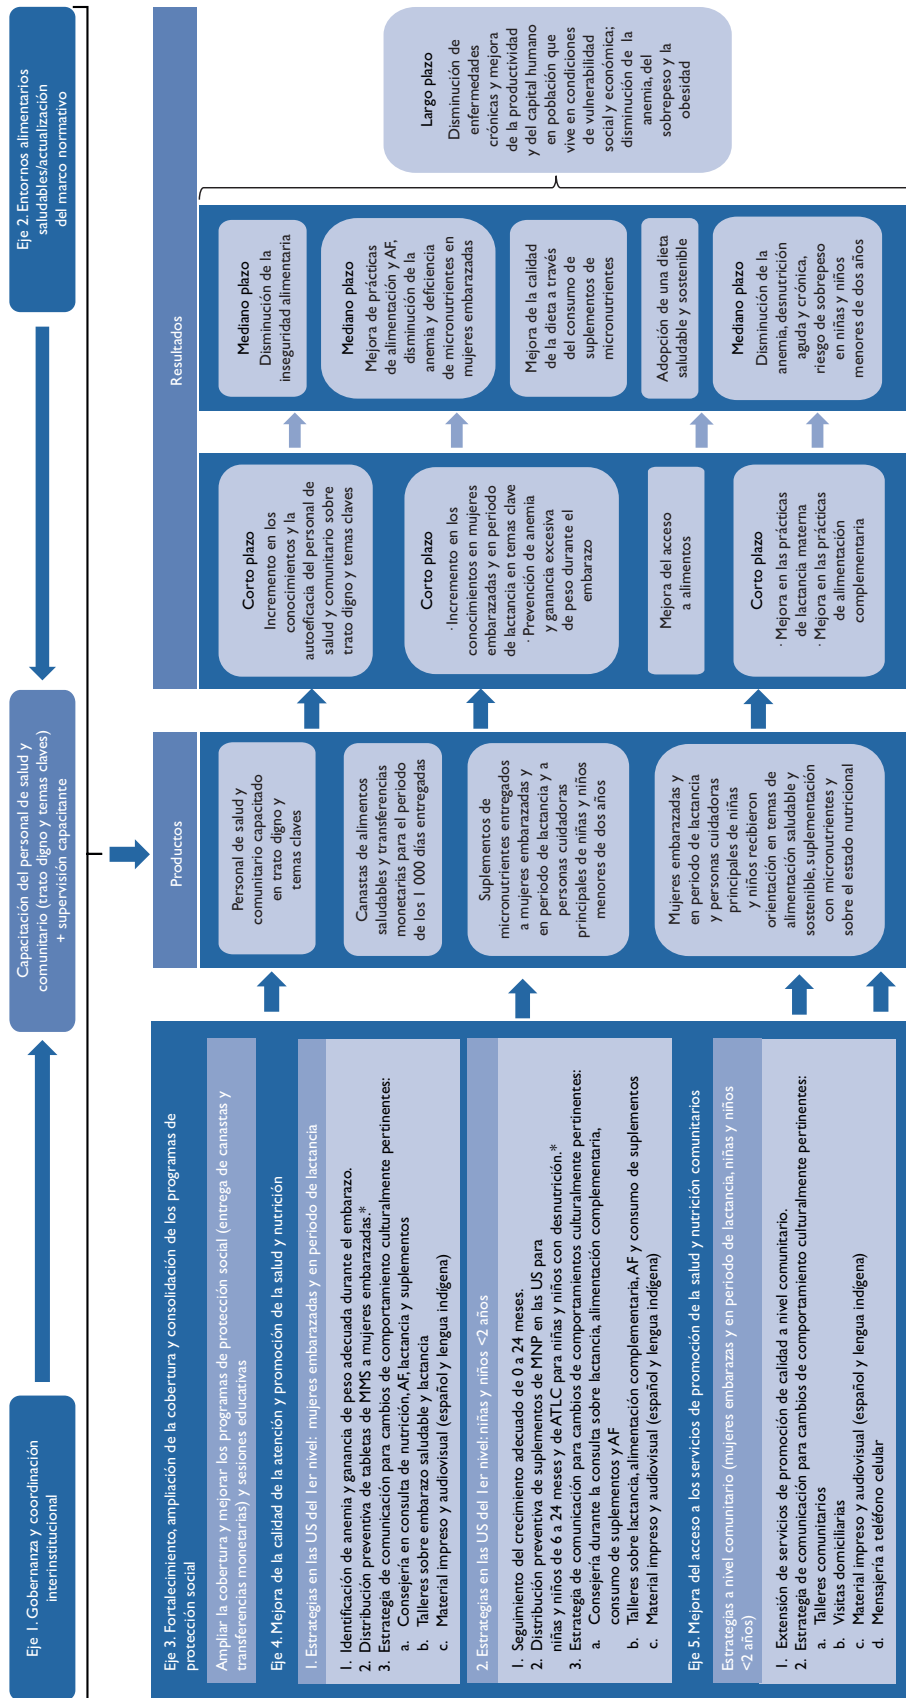 Eje 1. Gobernanza y coordinación
interinstitucional
Capacitación del personal de salud y
comunitario (trato digno y temas claves)
+ supervisión capacitante
Eje 2. Entornos alimentarios
saludables/actualización
del marco normativo
Eje 3. Fortalecimiento, ampliación de la cobertura y consolidación de los programas de
protección social
Ampliar la cobertura y mejorar los programas de protección social (entrega de canastas y
transferencias monetarias) y sesiones educativas
Eje 4. Mejora de la calidad de la atención y promoción de la salud y nutrición
1. Estrategias en las US del 1er nivel: mujeres embarazadas y en periodo de lactancia
1. Identificación de anemia y ganancia de peso adecuada durante el embarazo.
2. Distribución preventiva de tabletas de MMS a mujeres embarazadas.*
3. Estrategia de comunicación para cambios de comportamiento culturalmente pertinentes:
a. Consejería en consulta de nutrición, AF, lactancia y suplementos
b. Talleres sobre embarazo saludable y lactancia
c. Material impreso y audiovisual (español y lengua indígena)
2. Estrategias en las US del 1er nivel: niñas y niños <2 años
1. Seguimiento del crecimiento adecuado de 0 a 24 meses.
2. Distribución preventiva de suplementos de MNP en las US para
niñas y niños de 6 a 24 meses y de ATLC para niñas y niños con desnutrición.*
3. Estrategia de comunicación para cambios de comportamientos culturalmente pertinentes:
a. Consejería durante la consulta sobre lactancia, alimentación complementaria,
consumo de suplementos y AF
b. Talleres sobre lactancia, alimentación complementaria, AF y consumo de suplementos
c. Material impreso y audiovisual (español y lengua indígena)
Eje 5. Mejora del acceso a los servicios de promoción de la salud y nutrición comunitarios
Estrategias a nivel comunitario (mujeres embarazas y en periodo de lactancia, niñas y niños
<2 años)
1. Extensión de servicios de promoción de calidad a nivel comunitario.
2. Estrategia de comunicación para cambios de comportamiento culturalmente pertinentes:
a. Talleres comunitarios
b. Visitas domiciliarias
c. Material impreso y audiovisual (español y lengua indígena)
d. Mensajería a teléfono celular
Productos
Personal de salud y
comunitario capacitado
en trato digno y
temas claves
Canastas de alimentos
saludables y transferencias
monetarias para el periodo
de los 1 000 días entregadas
Suplementos de
micronutrientes entregados
a mujeres embarazadas y
en periodo de lactancia y a
personas cuidadoras
principales de niñas y niños
menores de dos años
Mujeres embarazadas y
en periodo de lactancia
y personas cuidadoras
principales de niñas
y niños recibieron
orientación en temas de
alimentación saludable y
sostenible, suplementación
con micronutrientes y
sobre el estado nutricional
Resultados
Corto plazo
Incremento en los
conocimientos y la
autoeficacia del personal de
salud y comunitario sobre
trato digno y temas claves
Corto plazo
· Incremento en los
conocimientos en mujeres
embarazadas y en periodo
de lactancia en temas clave
· Prevención de anemia
y ganancia excesiva
de peso durante el
embarazo
Mejora del acceso
a alimentos
Corto plazo
· Mejora en las prácticas
de lactancia materna
· Mejora en las prácticas
de alimentación
complementaria
Mediano plazo
Disminución de la
inseguridad alimentaria
Mediano plazo
Mejora de prácticas
de alimentación y AF,
disminución de la
anemia y deficiencia
de micronutrientes en
mujeres embarazadas
Mejora de la calidad
de la dieta a través
del consumo de
suplementos de
micronutrientes
Adopción de una dieta
saludable y sostenible
Mediano plazo
Disminución de la
anemia, desnutrición
aguda y crónica,
riesgo de sobrepeso
en niñas y niños
menores de dos años
Largo plazo
Disminución de
enfermedades
crónicas y mejora
de la productividad
y del capital humano
en población que
vive en condiciones
de vulnerabilidad
social y económica;
disminución de la
anemia, del
sobrepeso y la
obesidad